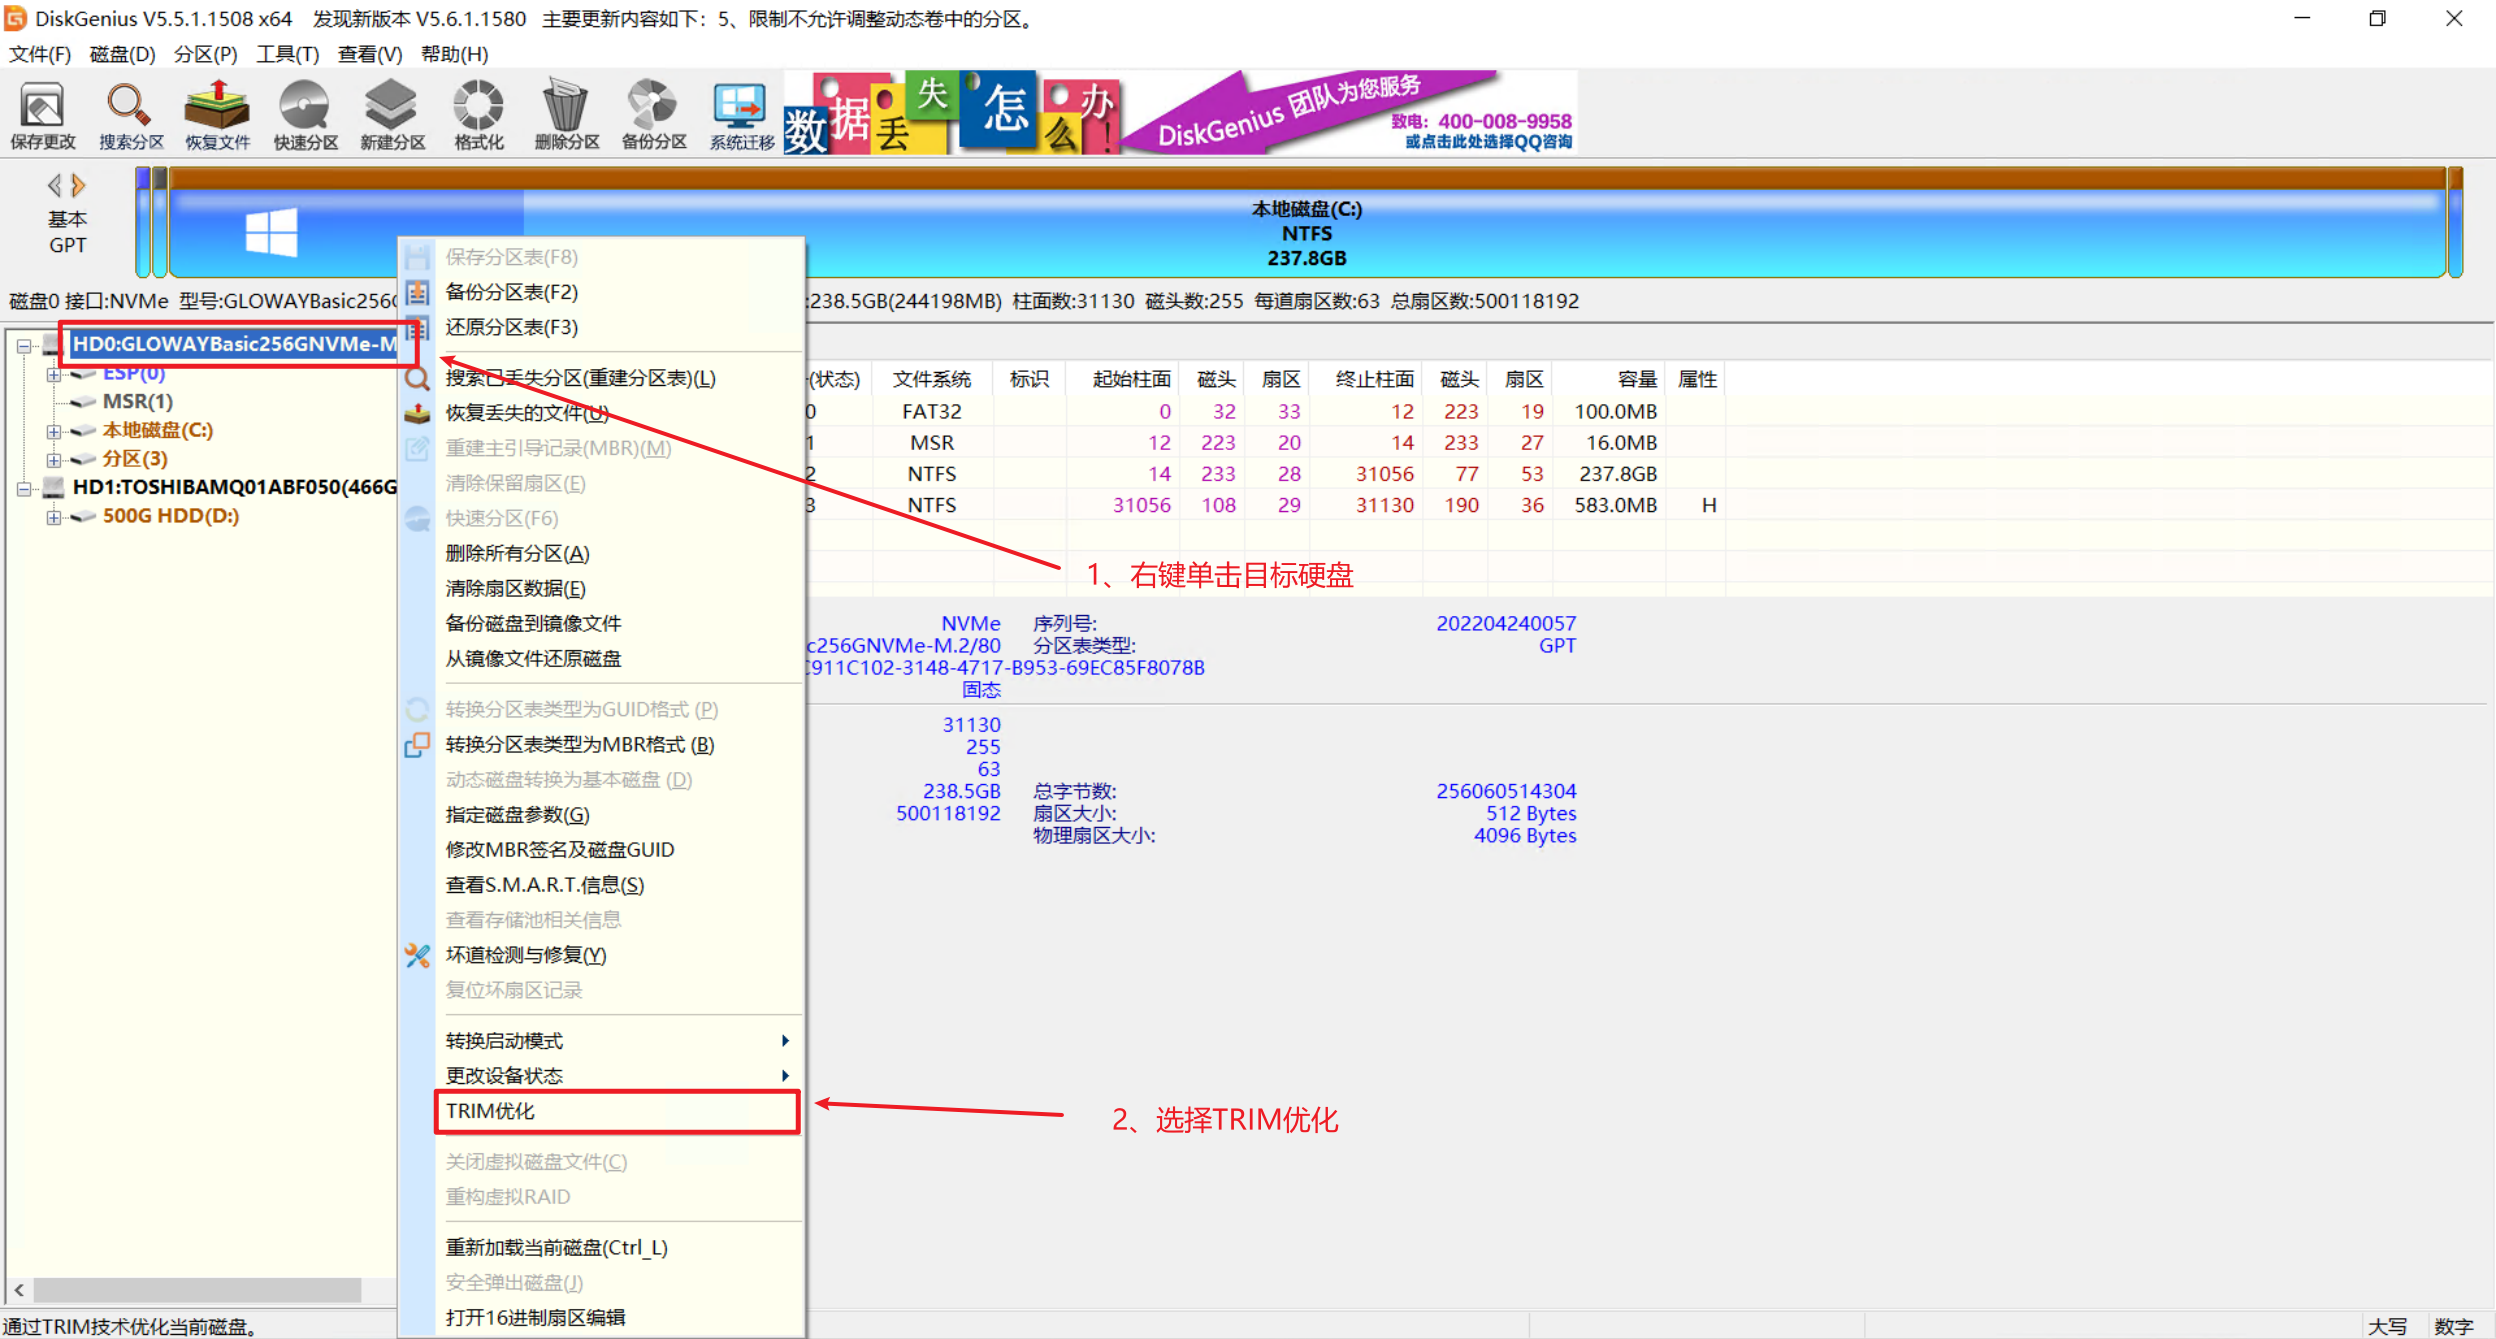 DiskGenius V5.5.1.1508 x64 发现新版本 V5.6.1.1580 主要更新内容如下：5、限制不允许调整动态卷中的分区。
文件(F) 磁盘(D) 分区(P) 工具(T) 查看(V) 帮助(H)
保存更改 搜索分区 恢复文件 快速分区 新建分区 格式化 删除分区 备份分区 系统迁移
数据丢失怎么办！
DiskGenius 团队为您服务
致电：400-008-9958
或点击此处选择QQ咨询
基本
GPT
本地磁盘(C:)
NTFS
237.8GB
磁盘0 接口:NVMe 型号:GLOWAYBasic256G
:238.5GB(244198MB) 柱面数:31130 磁头数:255 每道扇区数:63 总扇区数:500118192
HD0:GLOWAYBasic256GNVMe-M
ESP(0)
MSR(1)
本地磁盘(C:)
分区(3)
HD1:TOSHIBAMQ01ABF050(466G
500G HDD(D:)
保存分区表(F8)
备份分区表(F2)
还原分区表(F3)
搜索已丢失分区(重建分区表)(L)
恢复丢失的文件(U)
重建主引导记录(MBR)(M)
清除保留扇区(E)
快速分区(F6)
删除所有分区(A)
清除扇区数据(E)
备份磁盘到镜像文件
从镜像文件还原磁盘
转换分区表类型为GUID格式 (P)
转换分区表类型为MBR格式 (B)
动态磁盘转换为基本磁盘 (D)
指定磁盘参数(G)
修改MBR签名及磁盘GUID
查看S.M.A.R.T.信息(S)
查看存储池相关信息
坏道检测与修复(Y)
复位坏扇区记录
转换启动模式
更改设备状态
TRIM优化
关闭虚拟磁盘文件(C)
重构虚拟RAID
重新加载当前磁盘(Ctrl_L)
安全弹出磁盘(J)
打开16进制扇区编辑
(状态) 文件系统 标识 起始柱面 磁头 扇区 终止柱面 磁头 扇区 容量 属性
0 FAT32 0 32 33 12 223 19 100.0MB
1 MSR 12 223 20 14 233 27 16.0MB
2 NTFS 14 233 28 31056 77 53 237.8GB
3 NTFS 31056 108 29 31130 190 36 583.0MB H
1、右键单击目标硬盘
NVMe 序列号: 202204240057
c256GNVMe-M.2/80 分区表类型: GPT
C911C102-3148-4717-B953-69EC85F8078B
固态
31130
255
63
238.5GB 总字节数: 256060514304
500118192 扇区大小: 512 Bytes
物理扇区大小: 4096 Bytes
2、选择TRIM优化
通过TRIM技术优化当前磁盘。
大写 数字